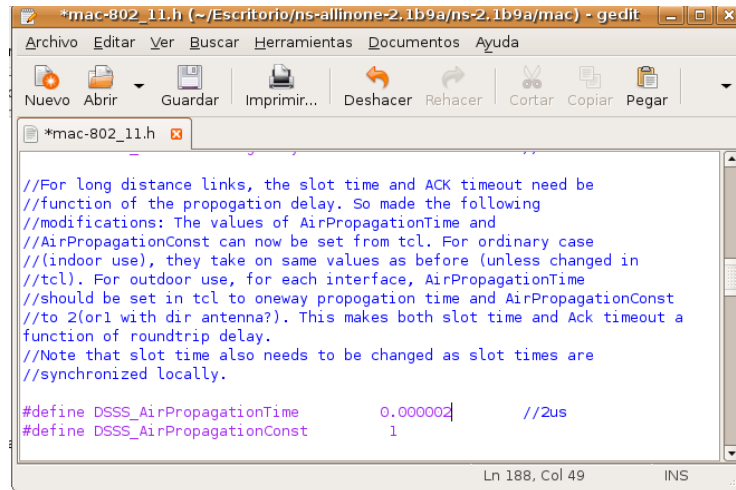 *mac-802_11.h (~/Escritorio/ns-allinone-2.1b9a/ns-2.1b9a/mac) - gedit
Archivo Editar Ver Buscar Herramientas Documentos Ayuda
Nuevo Abrir Guardar Imprimir... Deshacer Rehacer Cortar Copiar Pegar
*mac-802_11.h
//For long distance links, the slot time and ACK timeout need be
//function of the propogation delay. So made the following
//modifications: The values of AirPropagationTime and
//AirPropagationConst can now be set from tcl. For ordinary case
//(indoor use), they take on same values as before (unless changed in
//tcl). For outdoor use, for each interface, AirPropagationTime
//should be set in tcl to oneway propogation time and AirPropagationConst
//to 2(or1 with dir antenna?). This makes both slot time and Ack timeout a
function of roundtrip delay.
//Note that slot time also needs to be changed as slot times are
//synchronized locally.
#define DSSS_AirPropagationTime 0.000002 //2us
#define DSSS_AirPropagationConst 1
Ln 188, Col 49 INS